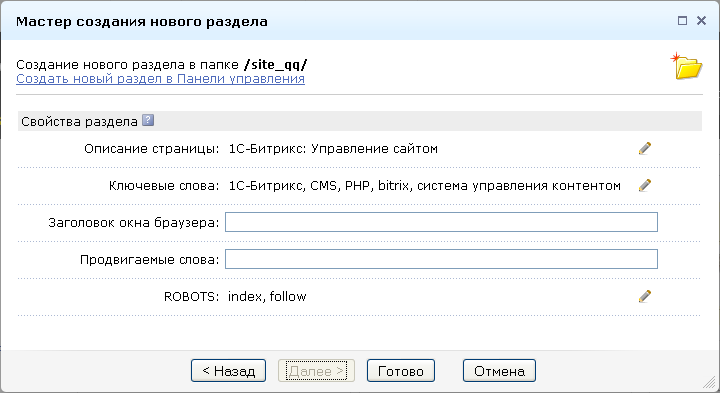 Мастер создания нового раздела
Создание нового раздела в папке /site_qq/
Создать новый раздел в Панели управления
Свойства раздела ?
Описание страницы: 1С-Битрикс: Управление сайтом
Ключевые слова: 1С-Битрикс, CMS, PHP, bitrix, система управления контентом
Заголовок окна браузера:
Продвигаемые слова:
ROBOTS: index, follow
< Назад Далее > Готово Отмена